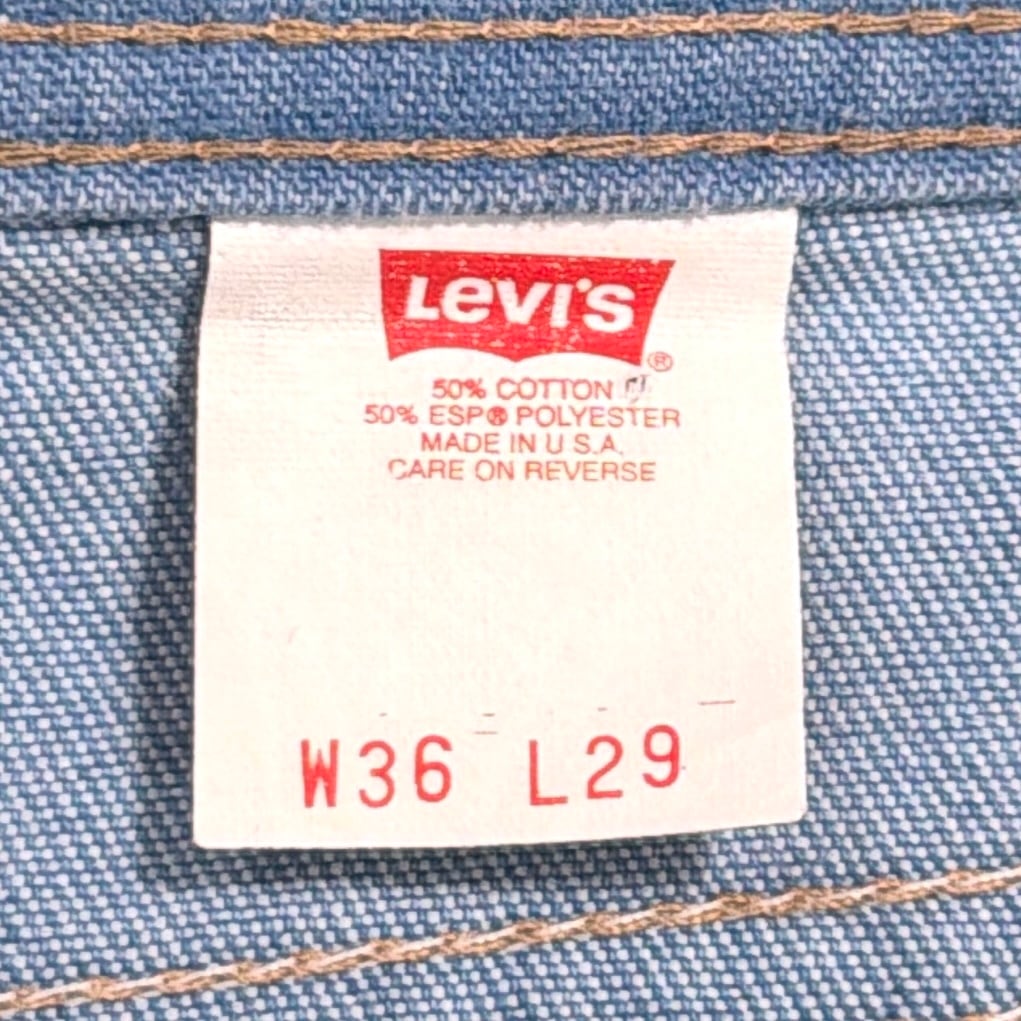 LEVI'S
®
50% COTTON
50% ESP® POLYESTER
MADE IN U.S.A.
CARE ON REVERSE
W36 L29